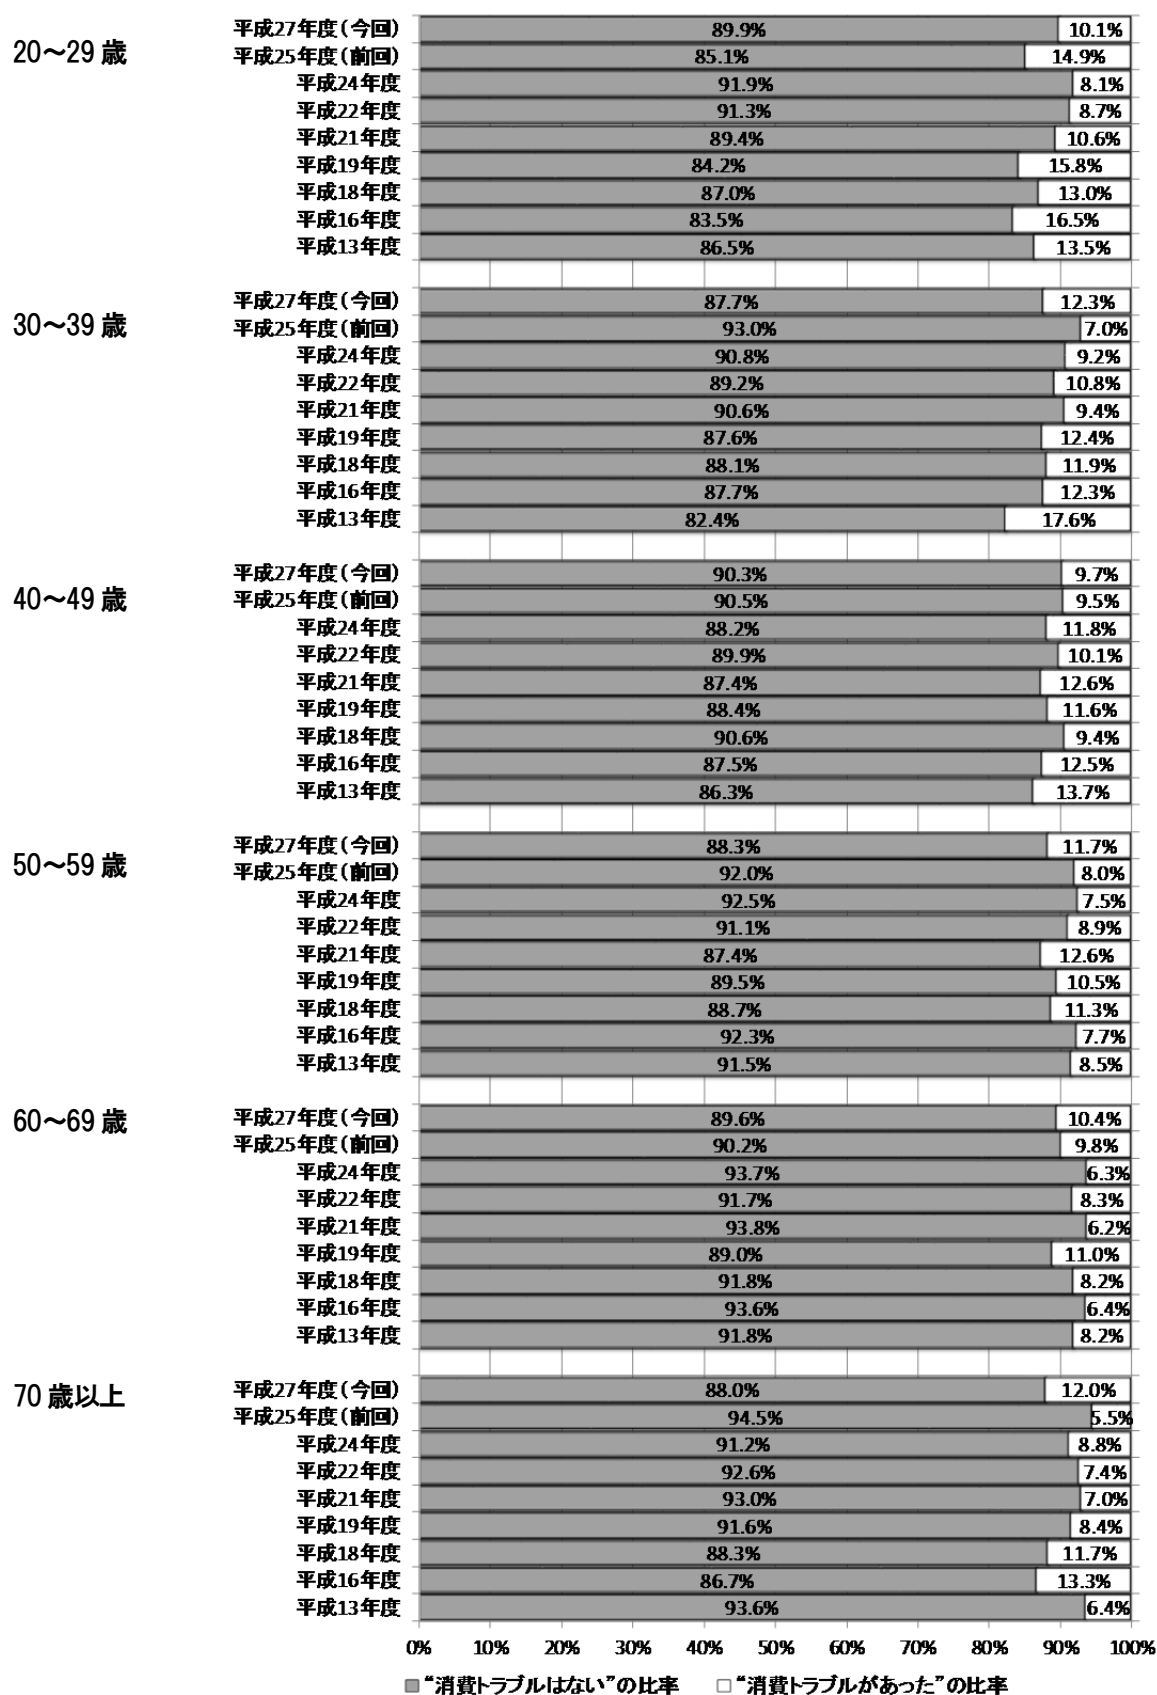 20～29 歳
平成27年度（今回） 89.9% 10.1%
平成25年度（前回） 85.1% 14.9%
平成24年度 91.9% 8.1%
平成22年度 91.3% 8.7%
平成21年度 89.4% 10.6%
平成19年度 84.2% 15.8%
平成18年度 87.0% 13.0%
平成16年度 83.5% 16.5%
平成13年度 86.5% 13.5%
30～39 歳
平成27年度（今回） 87.7% 12.3%
平成25年度（前回） 93.0% 7.0%
平成24年度 90.8% 9.2%
平成22年度 89.2% 10.8%
平成21年度 90.6% 9.4%
平成19年度 87.6% 12.4%
平成18年度 88.1% 11.9%
平成16年度 87.7% 12.3%
平成13年度 82.4% 17.6%
40～49 歳
平成27年度（今回） 90.3% 9.7%
平成25年度（前回） 90.5% 9.5%
平成24年度 88.2% 11.8%
平成22年度 89.9% 10.1%
平成21年度 87.4% 12.6%
平成19年度 88.4% 11.6%
平成18年度 90.6% 9.4%
平成16年度 87.5% 12.5%
平成13年度 86.3% 13.7%
50～59 歳
平成27年度（今回） 88.3% 11.7%
平成25年度（前回） 92.0% 8.0%
平成24年度 92.5% 7.5%
平成22年度 91.1% 8.9%
平成21年度 87.4% 12.6%
平成19年度 89.5% 10.5%
平成18年度 88.7% 11.3%
平成16年度 92.3% 7.7%
平成13年度 91.5% 8.5%
60～69 歳
平成27年度（今回） 89.6% 10.4%
平成25年度（前回） 90.2% 9.8%
平成24年度 93.7% 6.3%
平成22年度 91.7% 8.3%
平成21年度 93.8% 6.2%
平成19年度 89.0% 11.0%
平成18年度 91.8% 8.2%
平成16年度 93.6% 6.4%
平成13年度 91.8% 8.2%
70 歳以上
平成27年度（今回） 88.0% 12.0%
平成25年度（前回） 94.5% 5.5%
平成24年度 91.2% 8.8%
平成22年度 92.6% 7.4%
平成21年度 93.0% 7.0%
平成19年度 91.6% 8.4%
平成18年度 88.3% 11.7%
平成16年度 86.7% 13.3%
平成13年度 93.6% 6.4%
0% 10% 20% 30% 40% 50% 60% 70% 80% 90% 100%
“消費トラブルはない”の比率 “消費トラブルがあった”の比率